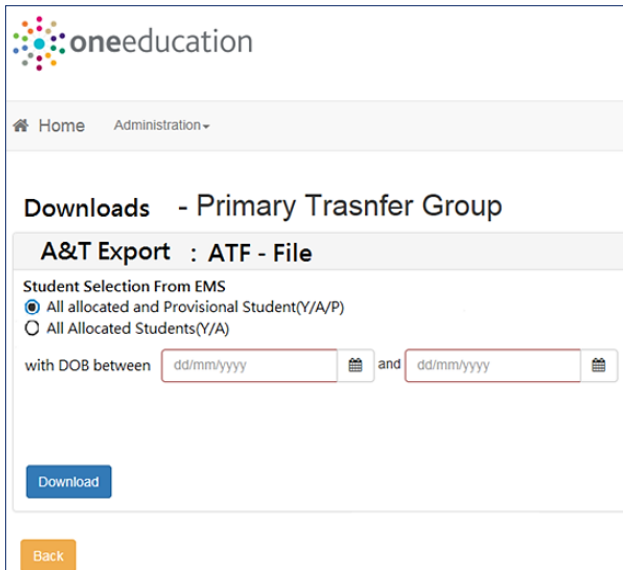 oneeducation
Home Administration
Downloads - Primary Trasnfer Group
A&T Export : ATF - File
Student Selection From EMS
All allocated and Provisional Student(Y/A/P)
All Allocated Students(Y/A)
with DOB between dd/mm/yyyy and dd/mm/yyyy
Download
Back